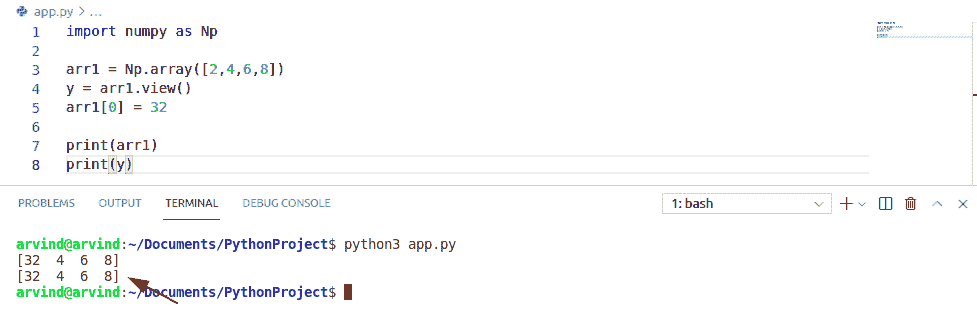 app.py > ...
1 import numpy as Np
2
3 arr1 = Np.array([2,4,6,8])
4 y = arr1.view()
5 arr1[0] = 32
6
7 print(arr1)
8 print(y)
PROBLEMS OUTPUT TERMINAL DEBUG CONSOLE 1: bash
arvind@arvind:~/Documents/PythonProject$ python3 app.py
[32 4 6 8]
[32 4 6 8]
arvind@arvind:~/Documents/PythonProject$